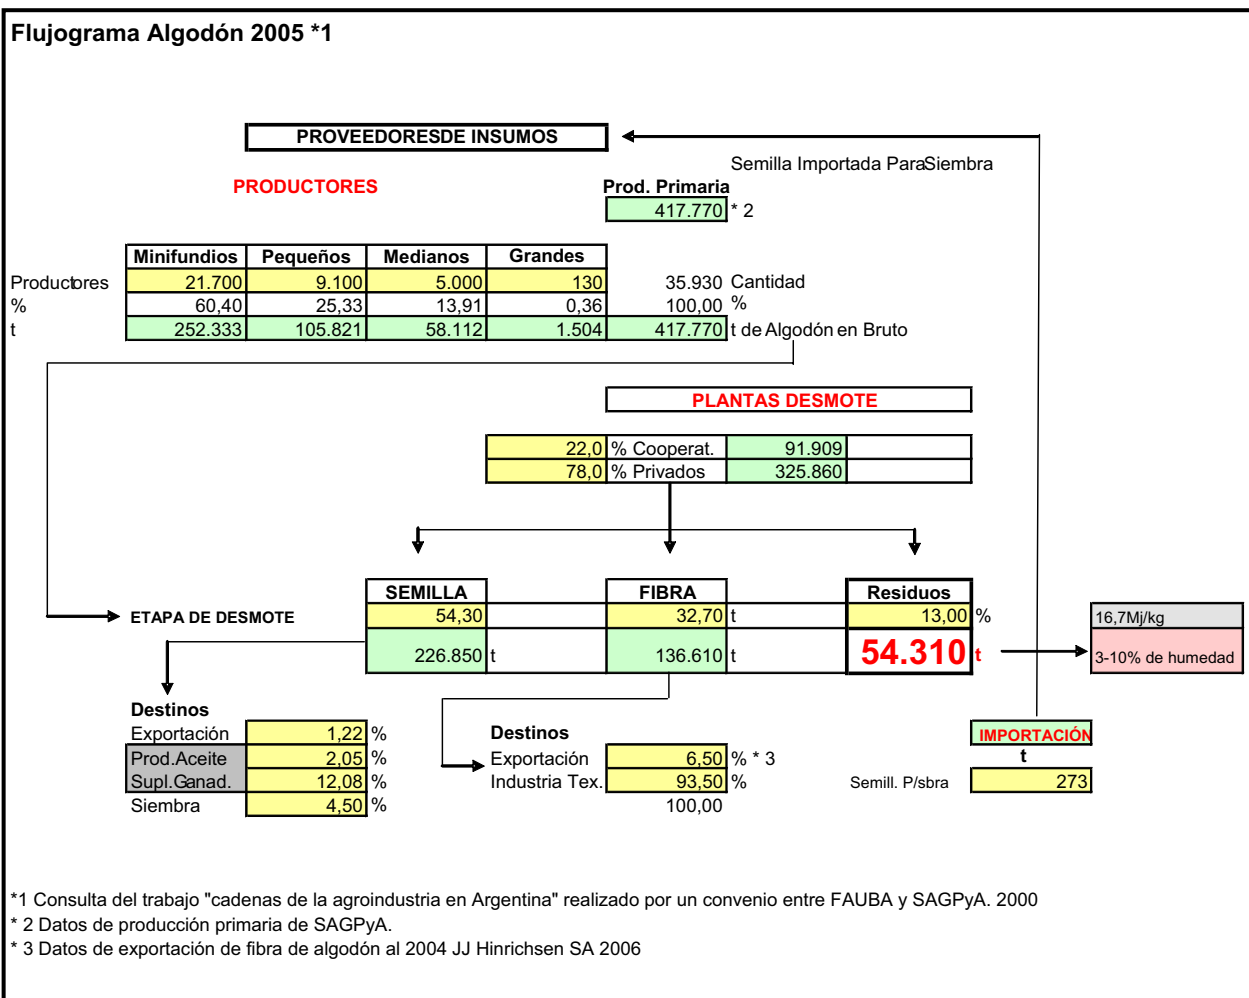 Flujograma Algodón 2005 *1
PROVEEDORESDE INSUMOS
Semilla Importada ParaSiembra
PRODUCTORES Prod. Primaria
417.770 * 2
Minifundios Pequeños Medianos Grandes
Productores 21.700 9.100 5.000 130 35.930 Cantidad
% 60,40 25,33 13,91 0,36 100,00 %
t 252.333 105.821 58.112 1.504 417.770 t de Algodón en Bruto
PLANTAS DESMOTE
22,0 % Cooperat. 91.909
78,0 % Privados 325.860
SEMILLA FIBRA Residuos
ETAPA DE DESMOTE 54,30 32,70 t 13,00 % 16,7Mj/kg
226.850 t 136.610 t 54.310 t 3-10% de humedad
Destinos
Exportación 1,22 % Destinos IMPORTACIÓN
Prod.Aceite 2,05 % Exportación 6,50 % * 3 t
Supl.Ganad. 12,08 % Industria Tex. 93,50 % Semill. P/sbra 273
Siembra 4,50 % 100,00
*1 Consulta del trabajo "cadenas de la agroindustria en Argentina" realizado por un convenio entre FAUBA y SAGPyA. 2000
* 2 Datos de producción primaria de SAGPyA.
* 3 Datos de exportación de fibra de algodón al 2004 JJ Hinrichsen SA 2006